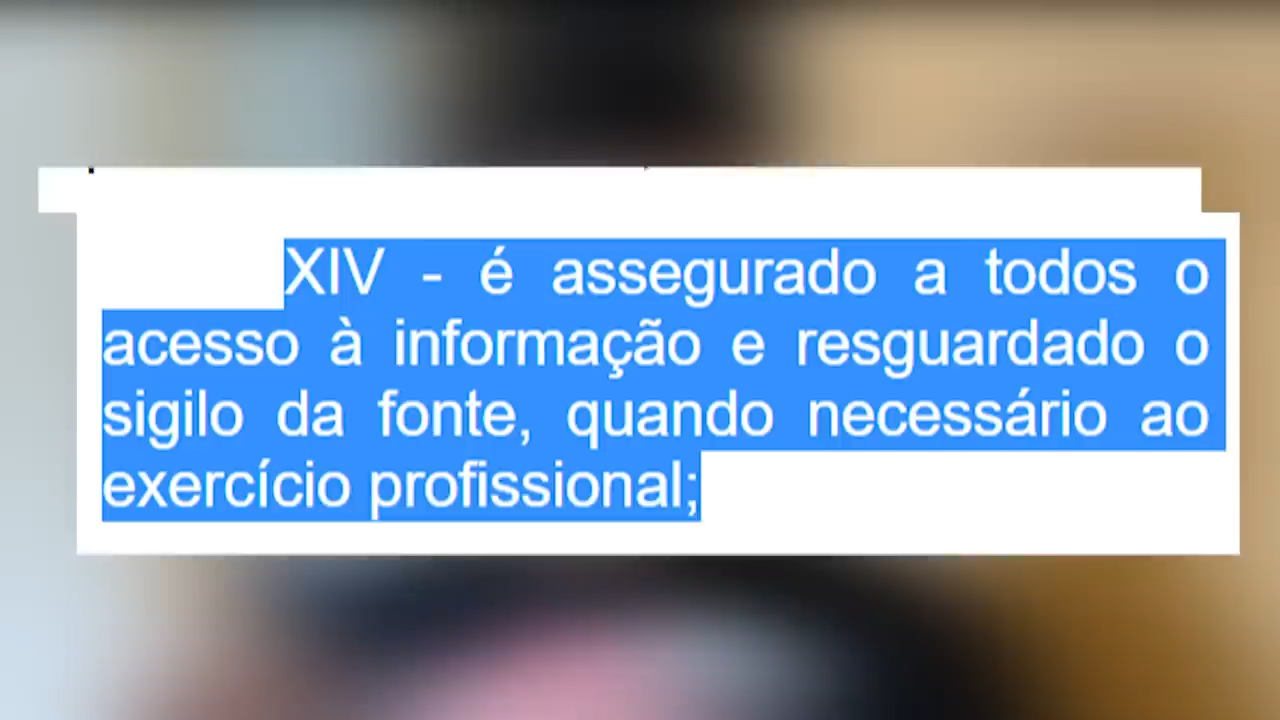 XIV - é assegurado a todos o
acesso à informação e resguardado o
sigilo da fonte, quando necessário ao
exercício profissional;